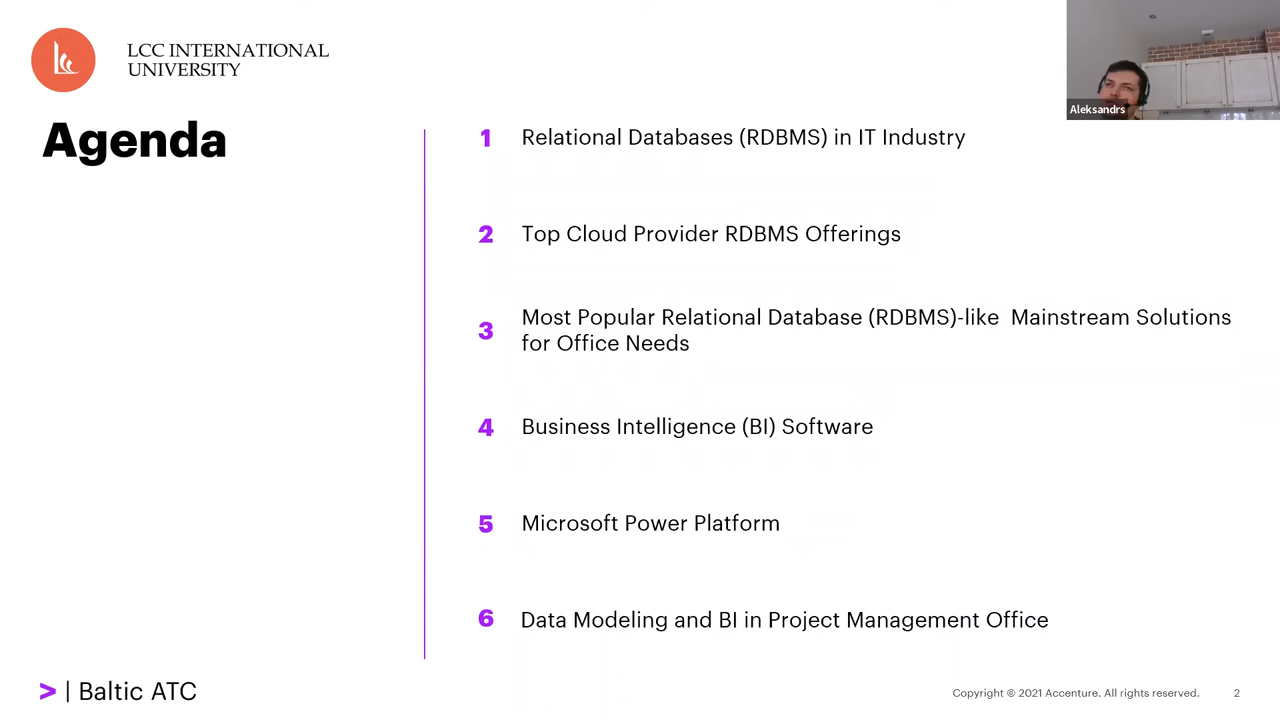 LCC INTERNATIONAL
UNIVERSITY
Aleksandrs
Agenda
1 Relational Databases (RDBMS) in IT Industry
2 Top Cloud Provider RDBMS Offerings
3 Most Popular Relational Database (RDBMS)-like Mainstream Solutions
for Office Needs
4 Business Intelligence (BI) Software
5 Microsoft Power Platform
6 Data Modeling and BI in Project Management Office
> | Baltic ATC
Copyright © 2021 Accenture. All rights reserved. 2